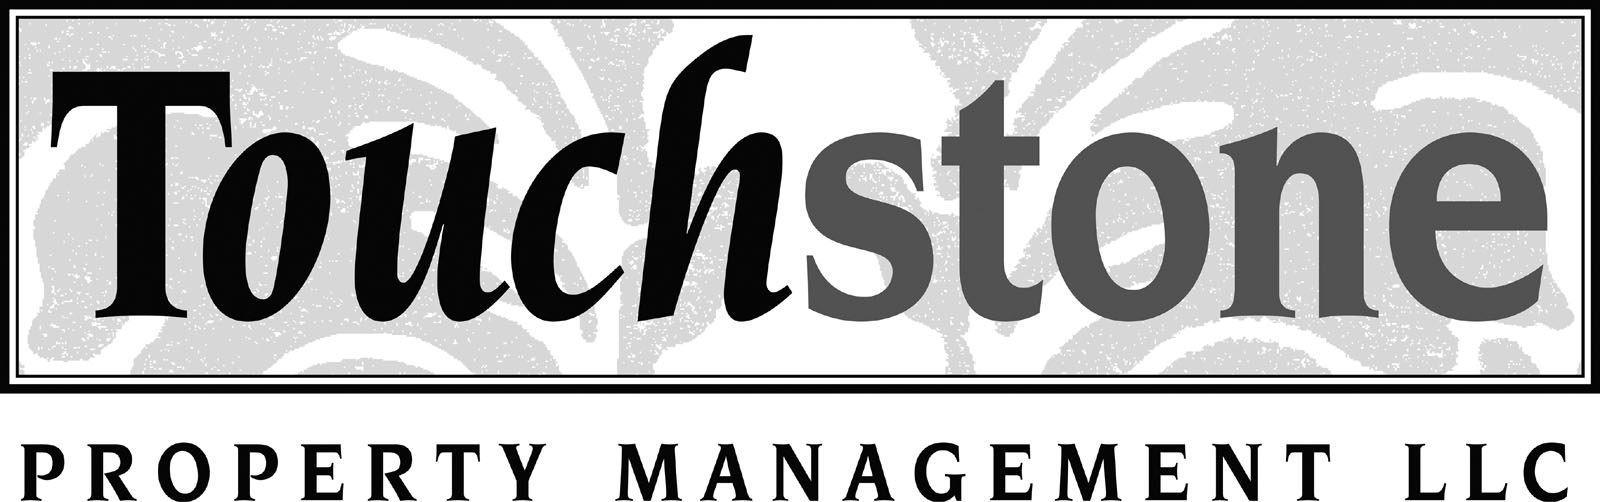 Touchstone
PROPERTY MANAGEMENT LLC